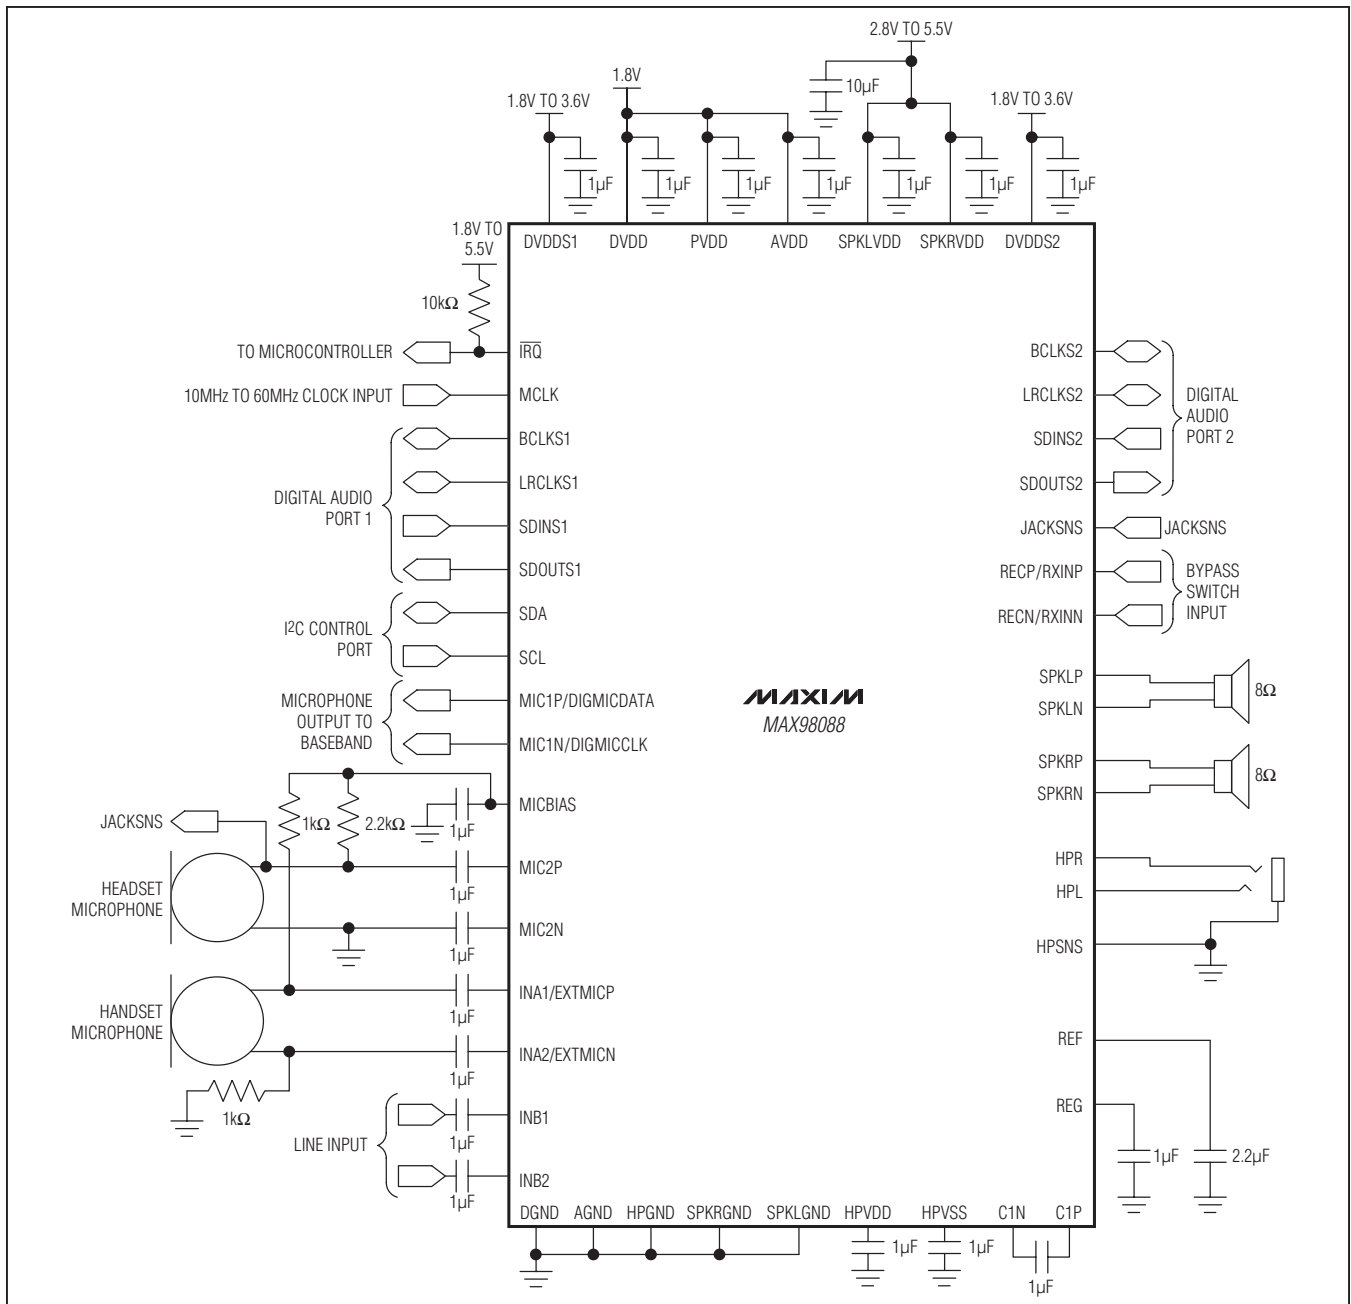 2.8V TO 5.5V
10µF
1.8V
1.8V TO 3.6V
1.8V TO 3.6V
1µF
1µF
1µF
1µF
1µF
1µF
1µF
DVDDS1
DVDD
PVDD
AVDD
SPKLVDD
SPKRVDD
DVDDS2
1.8V TO
5.5V
10kΩ
TO MICROCONTROLLER
IRQ
10MHz TO 60MHz CLOCK INPUT
MCLK
DIGITAL AUDIO
PORT 1
BCLKS1
LRCLKS1
SDINS1
SDOUTS1
I²C CONTROL
PORT
SDA
SCL
MICROPHONE
OUTPUT TO
BASEBAND
MIC1P/DIGMICDATA
MIC1N/DIGMICCLK
MICBIAS
1µF
1kΩ
2.2kΩ
JACKSNS
HEADSET
MICROPHONE
MIC2P
1µF
MIC2N
1µF
HANDSET
MICROPHONE
INA1/EXTMICP
1µF
INA2/EXTMICN
1µF
1kΩ
LINE INPUT
INB1
1µF
INB2
1µF
MAXIM
MAX98088
BCLKS2
LRCLKS2
SDINS2
SDOUTS2
DIGITAL
AUDIO
PORT 2
JACKSNS
JACKSNS
RECP/RXINP
RECN/RXINN
BYPASS
SWITCH
INPUT
SPKLP
SPKLN
8Ω
SPKRP
SPKRN
8Ω
HPR
HPL
HPSNS
REF
REG
1µF
2.2µF
DGND
AGND
HPGND
SPKRGND
SPKLGND
HPVDD
HPVSS
C1N
C1P
1µF
1µF
1µF